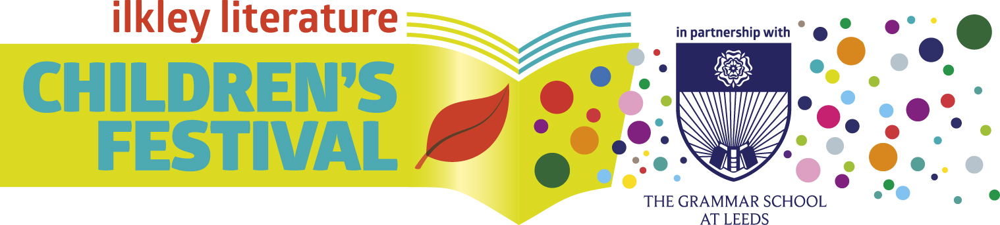 ilkley literature
CHILDREN'S
FESTIVAL
in partnership with
THE GRAMMAR SCHOOL
AT LEEDS